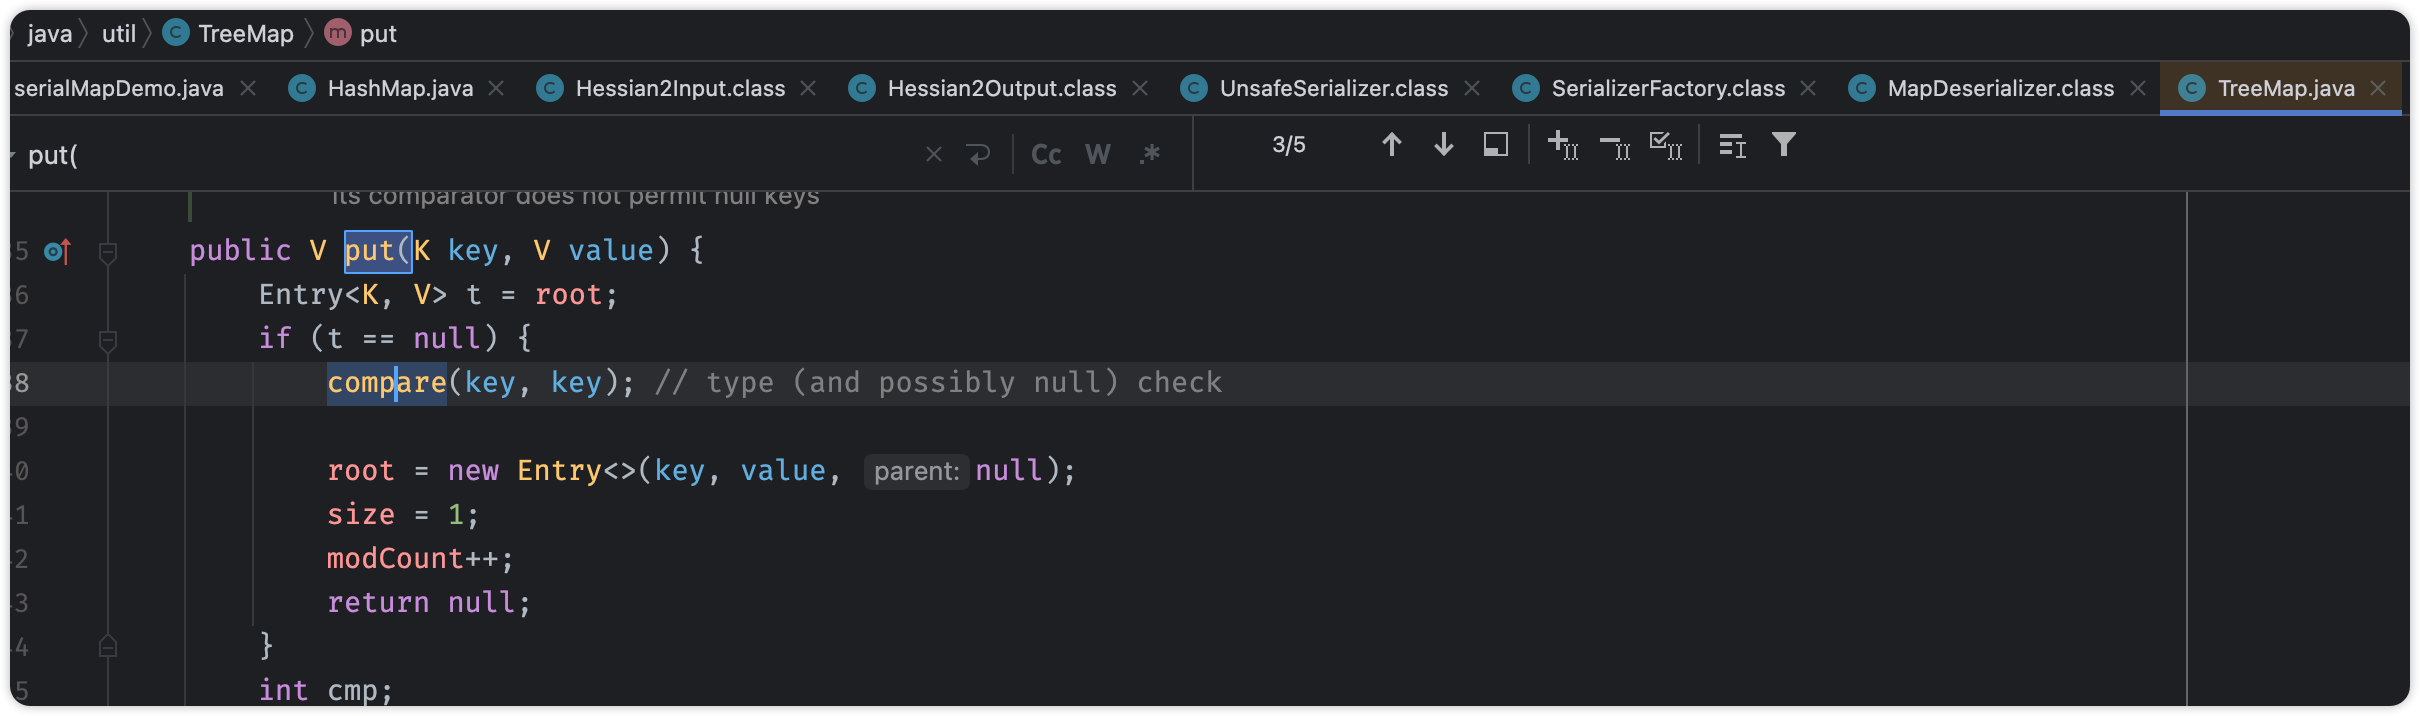 java util TreeMap m put
serialMapDemo.java HashMap.java Hessian2Input.class Hessian2Output.class UnsafeSerializer.class SerializerFactory.class MapDeserializer.class TreeMap.java
put( Cc W .* 3/5
its comparator does not permit null keys
5 public V put(K key, V value) {
6 Entry<K, V> t = root;
7 if (t == null) {
8 compare(key, key); // type (and possibly null) check
9
0 root = new Entry<>(key, value, parent: null);
1 size = 1;
2 modCount++;
3 return null;
4 }
5 int cmp;